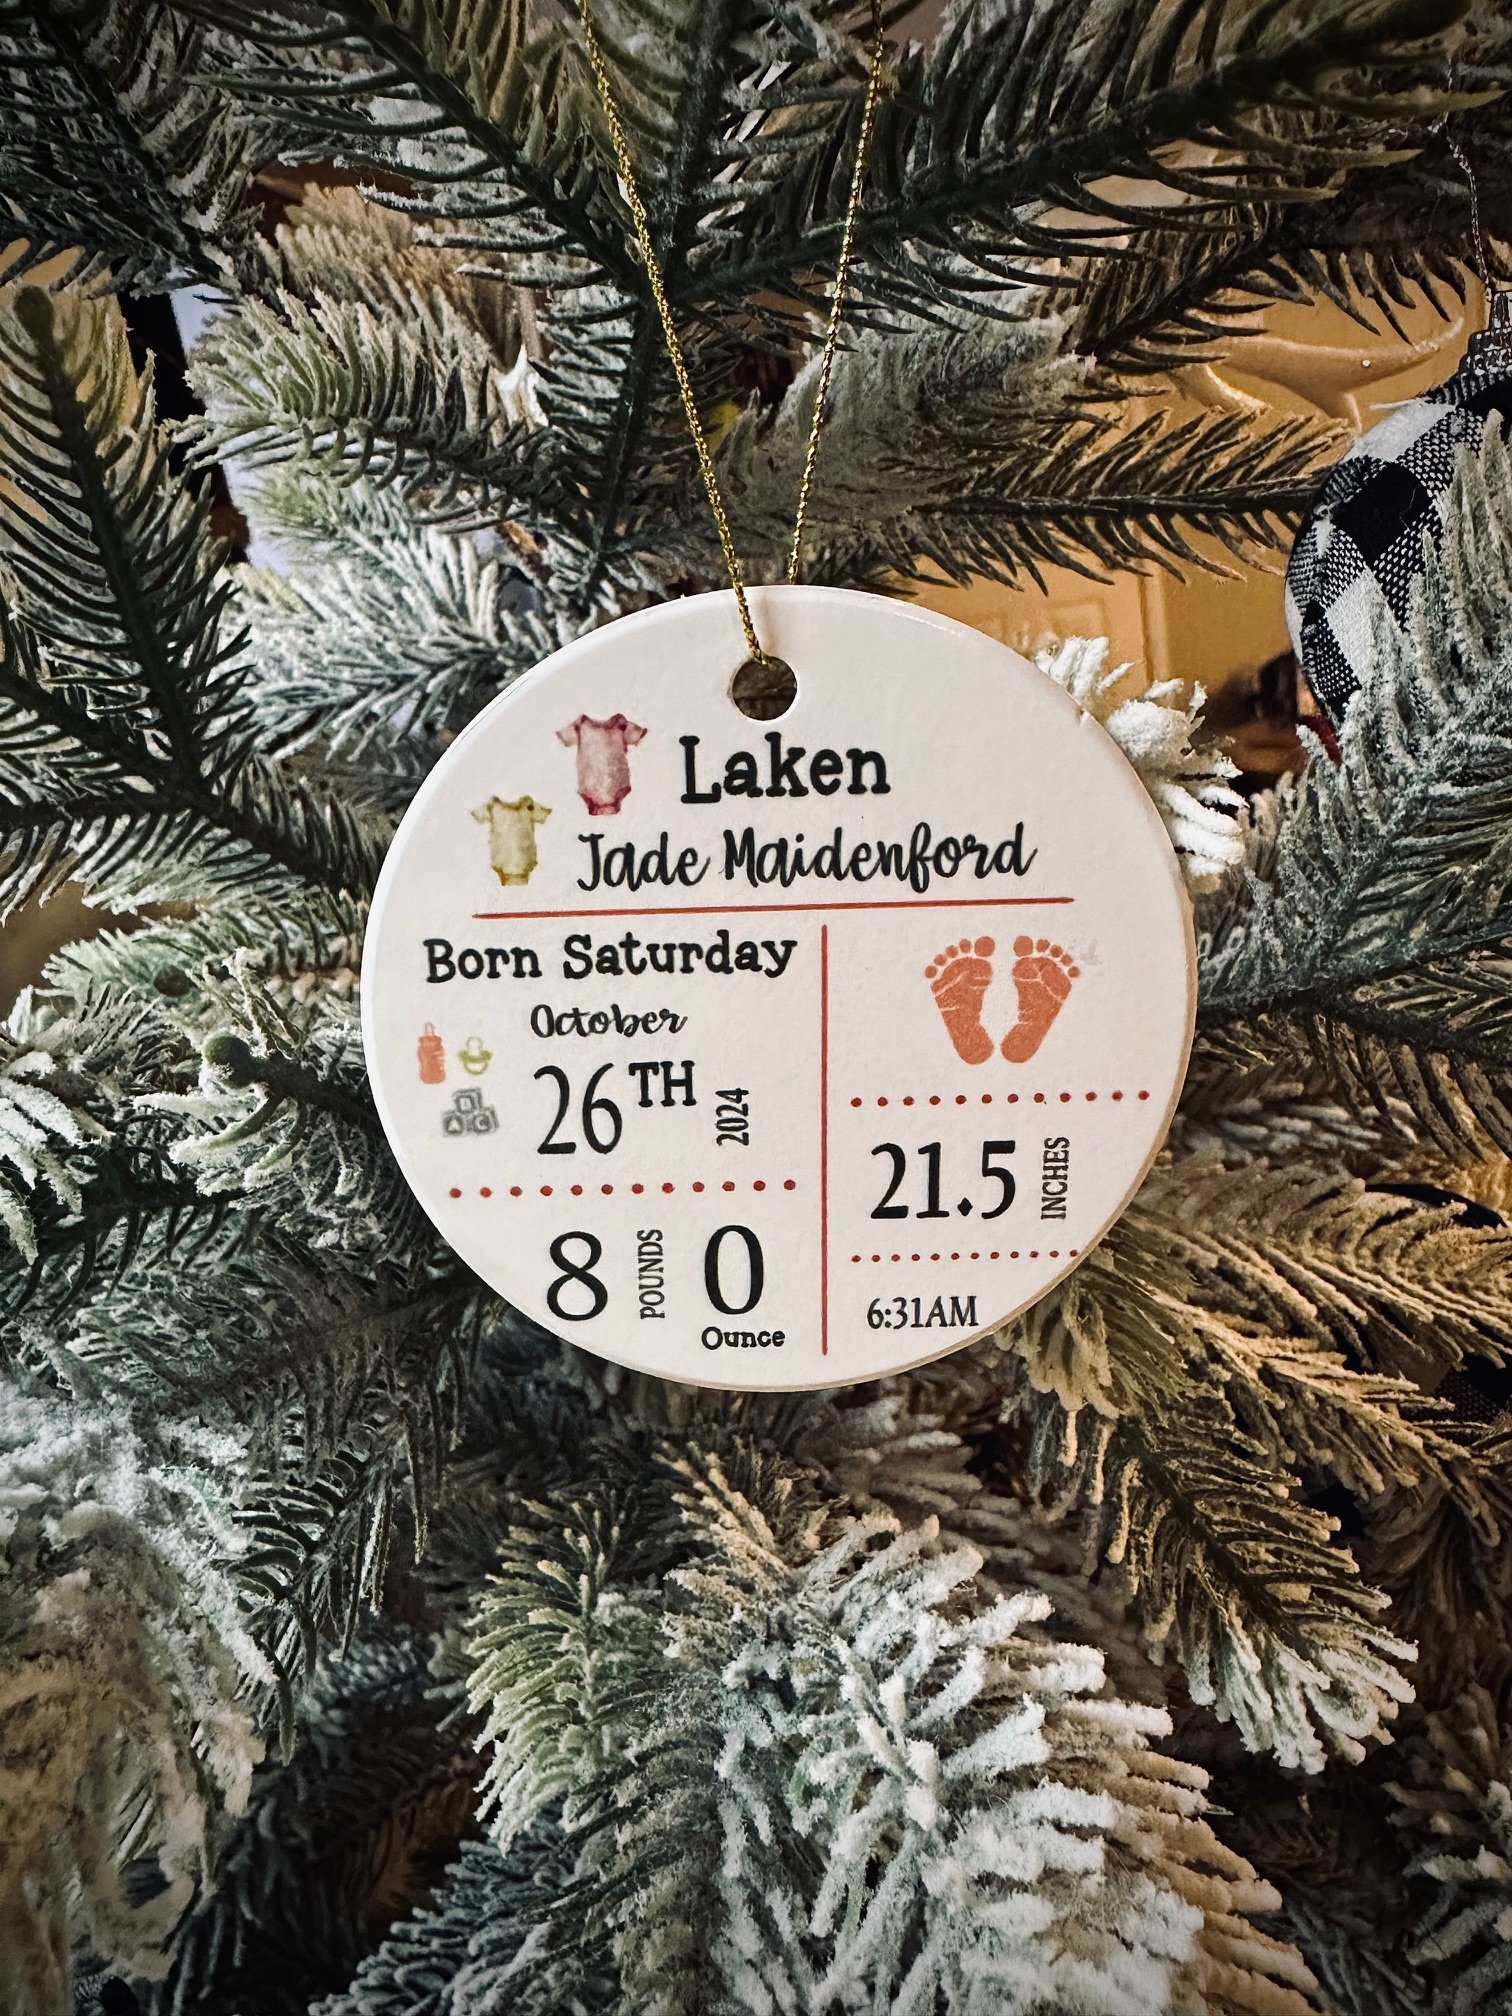 Laken
Jade Maidenford
Born Saturday
October
26TH 2024
8 POUNDS 0
Ounce
21.5 INCHES
6:31AM